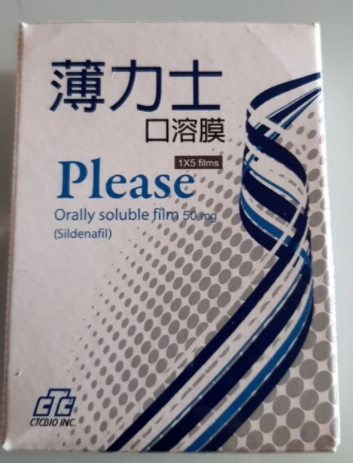 薄力士
口溶膜
1X5 films
Please
Orally soluble film 50 mg
(Sildenafil)
CTC
CTCBIO INC.